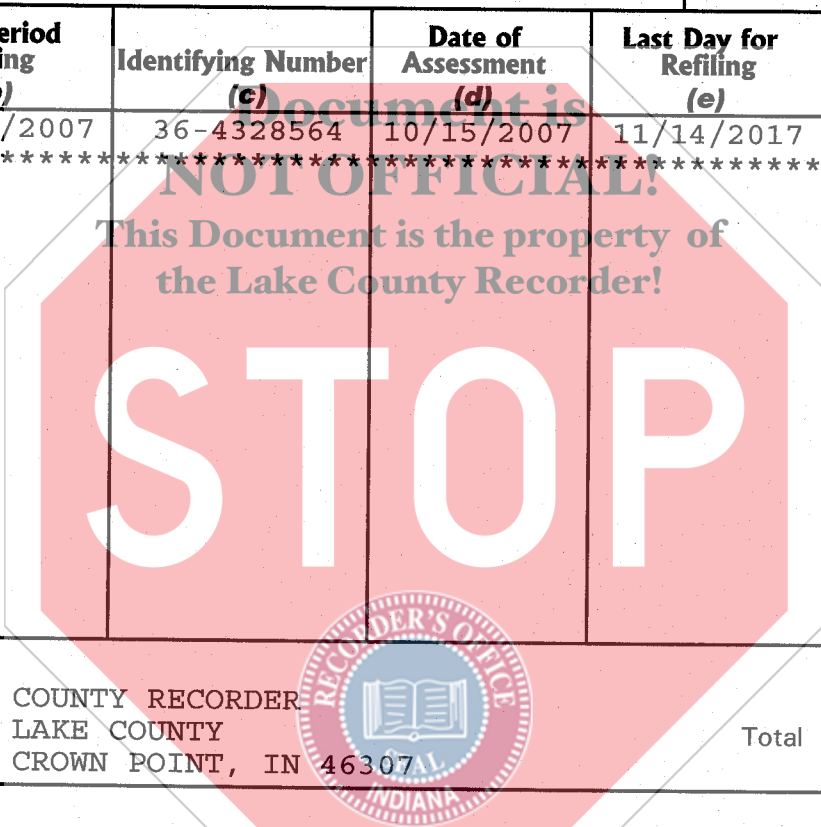 eriod
ing
Identifying Number
(c)
Date of
Assessment
(d)
Last Day for
Refiling
(e)
)
/2007 36-4328564 10/15/2007 11/14/2017
********************************************
Document is
NOT OFFICIAL!
This Document is the property of
the Lake County Recorder!
STOP
RECORDER'S OFFICE
SEAL
INDIANA
COUNTY RECORDER
LAKE COUNTY
CROWN POINT, IN 46307
Total